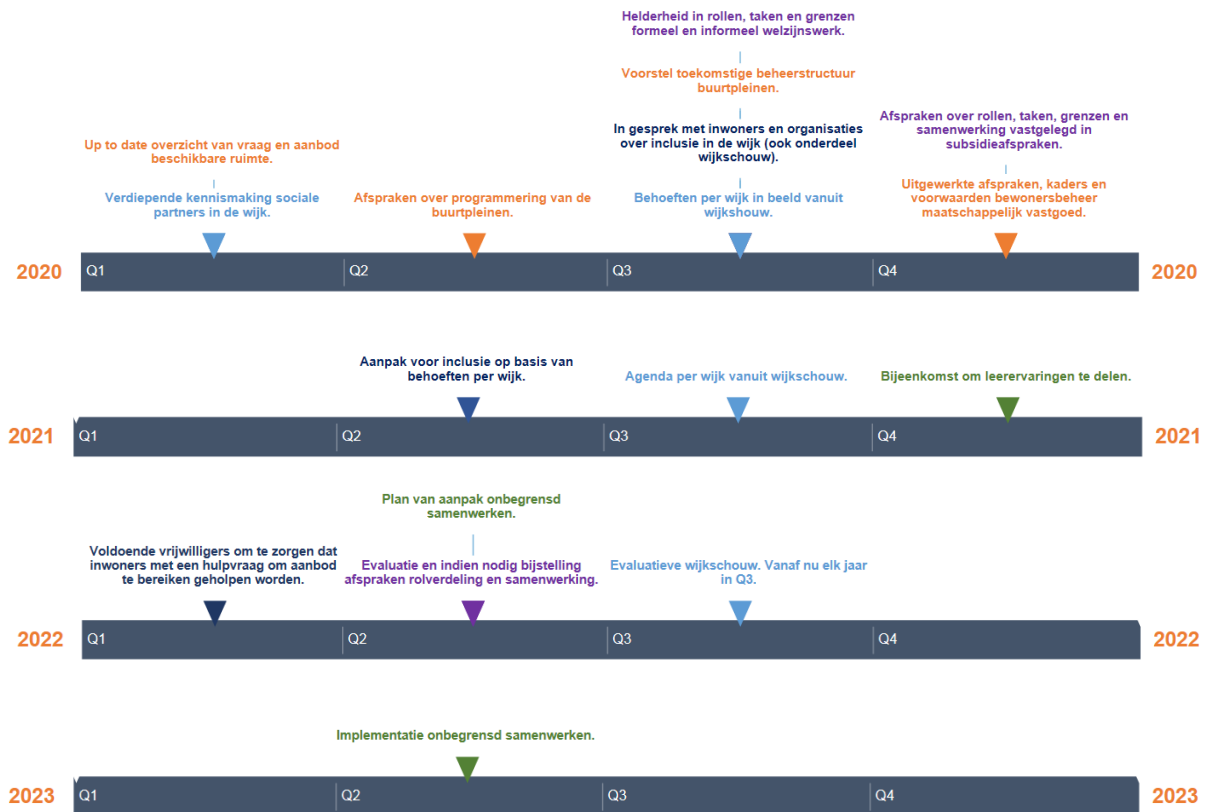 Helderheid in rollen, taken en grenzen
formeel en informeel welzijnswerk.
Voorstel toekomstige beheerstructuur
buurtpleinen.
Up to date overzicht van vraag en aanbod
beschikbare ruimte.
In gesprek met inwoners en organisaties
over inclusie in de wijk (ook onderdeel
wijkschouw).
Afspraken over rollen, taken, grenzen en
samenwerking vastgelegd in
subsidieafspraken.
Verdiepende kennismaking sociale
partners in de wijk.
Afspraken over programmering van de
buurtpleinen.
Behoeften per wijk in beeld vanuit
wijkshouw.
Uitgewerkte afspraken, kaders en
voorwaarden bewonersbeheer
maatschappelijk vastgoed.
2020 Q1 Q2 Q3 Q4 2020
Aanpak voor inclusie op basis van
behoeften per wijk.
Agenda per wijk vanuit wijkschouw.
Bijeenkomst om leerervaringen te delen.
2021 Q1 Q2 Q3 Q4 2021
Plan van aanpak onbegrensd
samenwerken.
Voldoende vrijwilligers om te zorgen dat
inwoners met een hulpvraag om aanbod
te bereiken geholpen worden.
Evaluatie en indien nodig bijstelling
afspraken rolverdeling en samenwerking.
Evaluatieve wijkschouw. Vanaf nu elk jaar
in Q3.
2022 Q1 Q2 Q3 Q4 2022
Implementatie onbegrensd samenwerken.
2023 Q1 Q2 Q3 Q4 2023